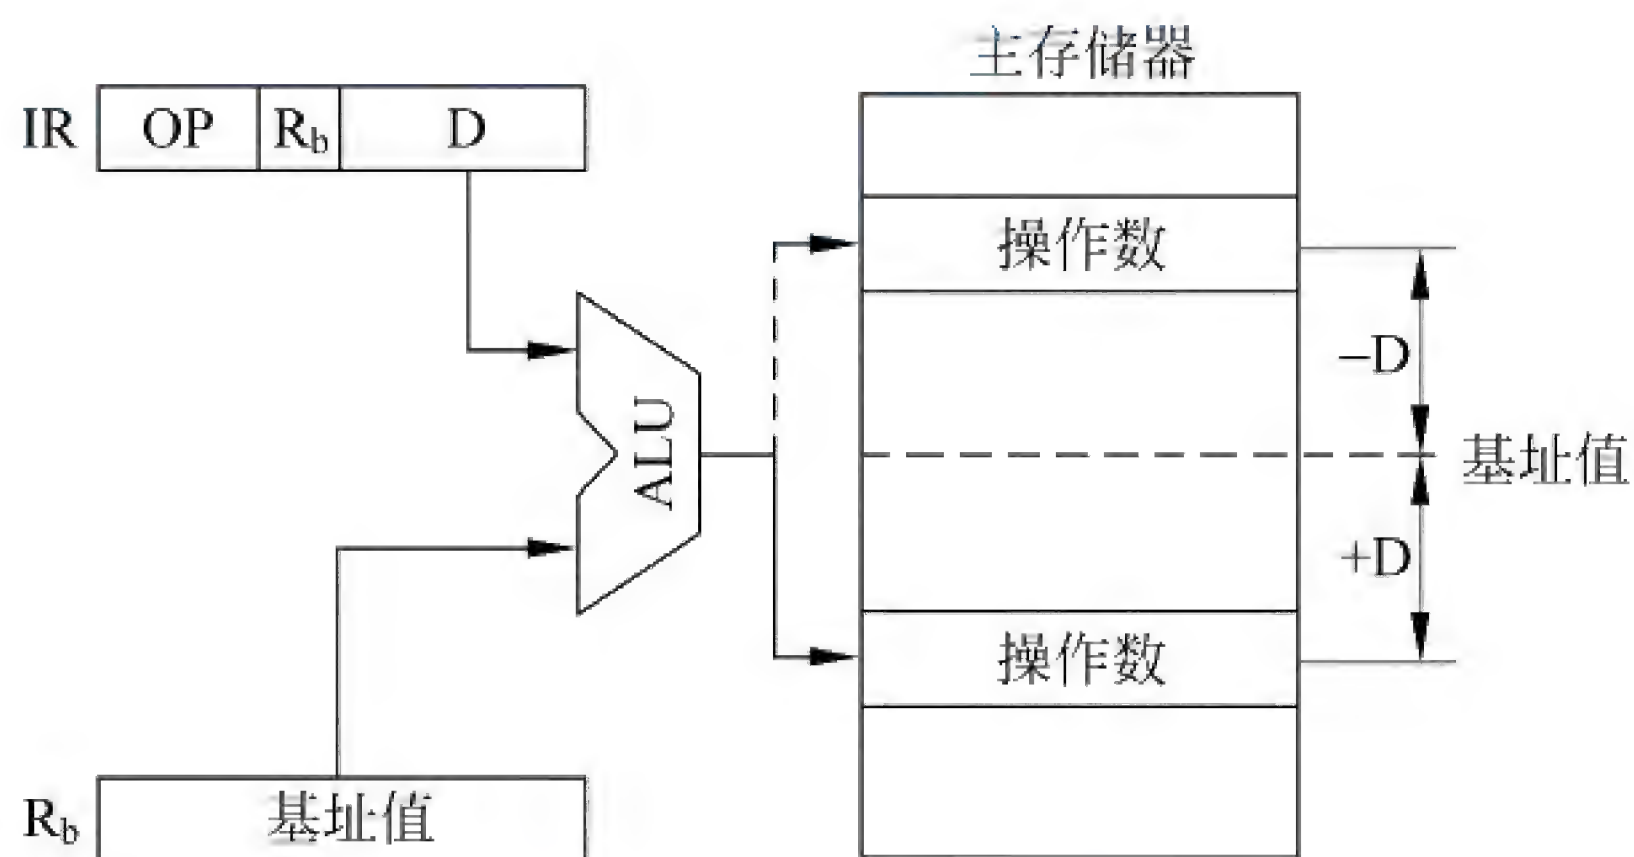 主存储器
IR OP Rb D
操作数
−D
ALU
基址值
+D
操作数
Rb 基址值